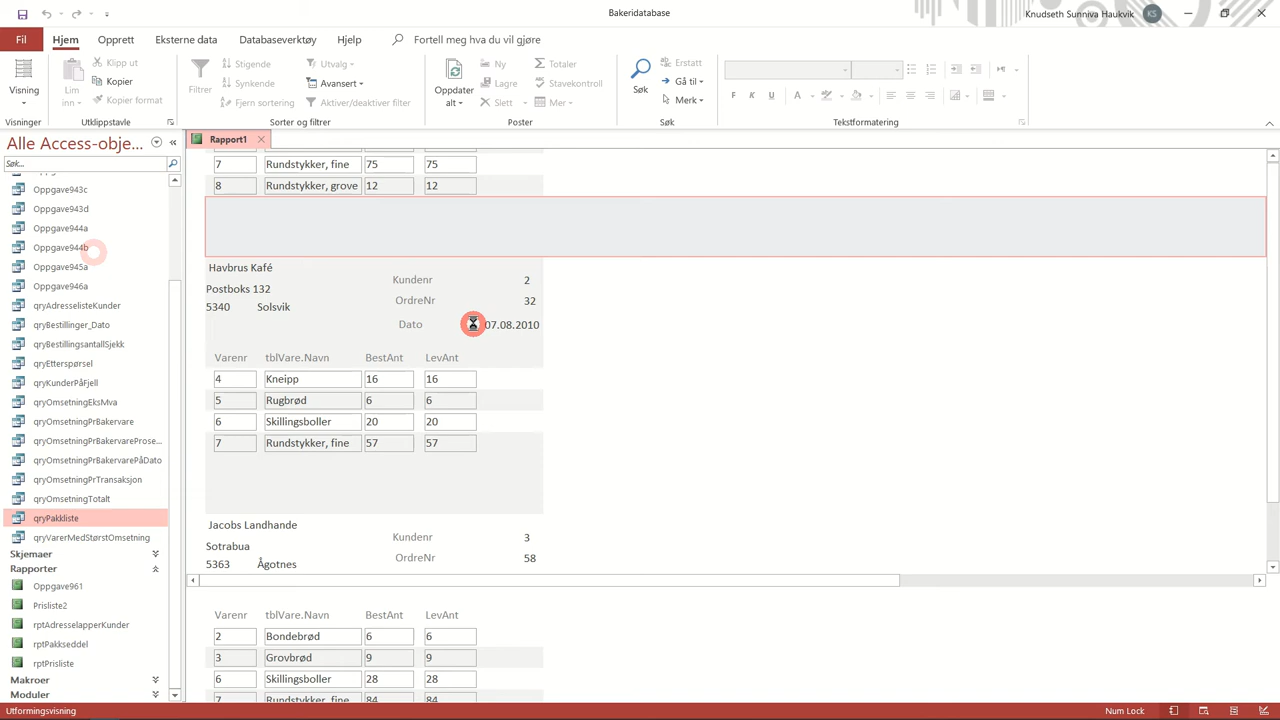 Bakeridatabase
Knudseth Sunniva Haukvik KS
Fil Hjem Opprett Eksterne data Databaseverktøy Hjelp Fortell meg hva du vil gjøre
Visning
Visninger
Lim inn
Klipp ut
Kopier
Kopier format
Utklippstavle
Filtrer
Stigende
Synkende
Fjern sortering
Utvalg
Avansert
Aktiver/deaktiver filter
Sorter og filtrer
Oppdater alt
Ny
Lagre
Slett
Totaler
Stavekontroll
Mer
Poster
Søk
Erstatt
Gå til
Merk
Søk
F K U A
Tekstformatering
Alle Access-obje...
Søk...
Oppgave943c
Oppgave943d
Oppgave944a
Oppgave944b
Oppgave945a
Oppgave946a
qryAdresselisteKunder
qryBestillinger_Dato
qryBestillingsantallSjekk
qryEtterspørsel
qryKunderPåFjell
qryOmsetningEksMva
qryOmsetningPrBakervare
qryOmsetningPrBakervareProse...
qryOmsetningPrBakervarePåDato
qryOmsetningPrTransaksjon
qryOmsetningTotalt
qryPakkliste
qryVarerMedStørstOmsetning
Skjemaer
Rapporter
Oppgave961
Prisliste2
rptAdresselapperKunder
rptPakkseddel
rptPrisliste
Makroer
Moduler
Rapport1
7 Rundstykker, fine 75 75
8 Rundstykker, grove 12 12
Havbrus Kafé
Kundenr 2
Postboks 132
OrdreNr 32
5340 Solsvik
Dato 07.08.2010
Varenr tblVare.Navn BestAnt LevAnt
4 Kneipp 16 16
5 Rugbrød 6 6
6 Skillingsboller 20 20
7 Rundstykker, fine 57 57
Jacobs Landhande
Kundenr 3
Sotrabua
OrdreNr 58
5363 Ågotnes
Varenr tblVare.Navn BestAnt LevAnt
2 Bondebrød 6 6
3 Grovbrød 9 9
6 Skillingsboller 28 28
7 Rundstykker, fine 84 84
Utformingsvisning
Num Lock